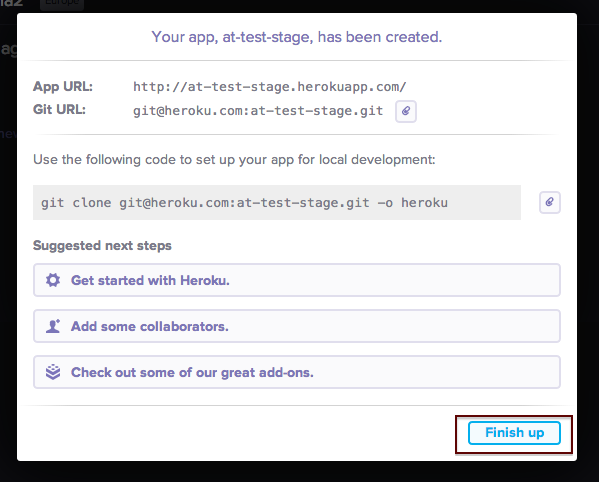 Europe
Your app, at-test-stage, has been created.
App URL: http://at-test-stage.herokuapp.com/
Git URL: git@heroku.com:at-test-stage.git
Use the following code to set up your app for local development:
git clone git@heroku.com:at-test-stage.git -o heroku
Suggested next steps
Get started with Heroku.
Add some collaborators.
Check out some of our great add-ons.
Finish up